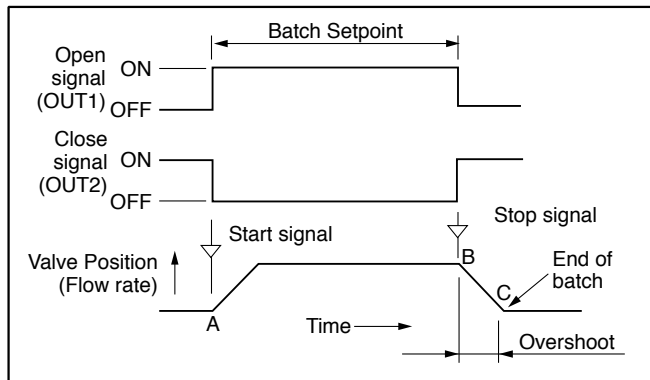 Batch Setpoint
Open
signal
(OUT1)
ON
OFF
Close
signal
(OUT2)
ON
OFF
Start signal
Stop signal
Valve Position
(Flow rate)
A
B
C
End of
batch
Time
Overshoot